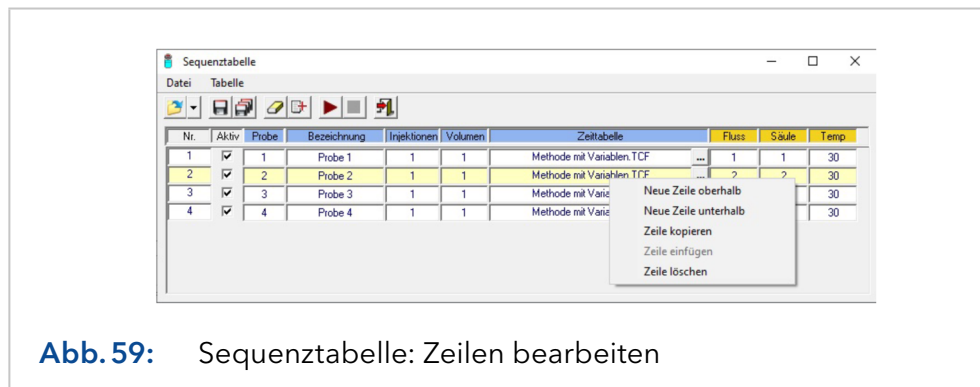 Sequenztabelle
Datei Tabelle
Nr. Aktiv Probe Bezeichnung Injektionen Volumen Zeittabelle Fluss Säule Temp
1 1 Probe 1 1 1 Methode mit Variablen.TCF ... 1 1 30
2 2 Probe 2 1 1 Methode mit Variablen.TCF ... 2 2 30
3 3 Probe 3 1 1 Methode mit Varia 30
4 4 Probe 4 1 1 Methode mit Varia 30
Neue Zeile oberhalb
Neue Zeile unterhalb
Zeile kopieren
Zeile einfügen
Zeile löschen
Abb. 59: Sequenztabelle: Zeilen bearbeiten